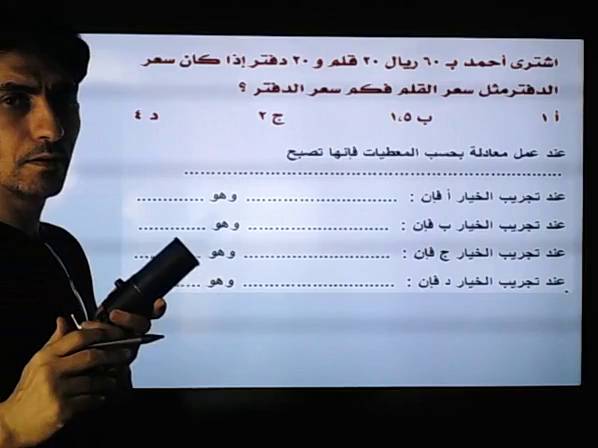 اشترى أحمد بـ ٦٠ ريال ٢٠ قلم و ٢٠ دفتر إذا كان سعر
الدفترمثل سعر القلم فكم سعر الدفتر ؟
أ ١ ب ١،٥ ج ٢ د ٤
عند عمل معادلة بحسب المعطيات فإنها تصبح
................................................................
عند تجريب الخيار أ فإن : .......................... وهو ............
عند تجريب الخيار ب فإن : .......................... وهو ............
عند تجريب الخيار ج فإن : .......................... وهو ............
عند تجريب الخيار د فإن : .......................... وهو ............